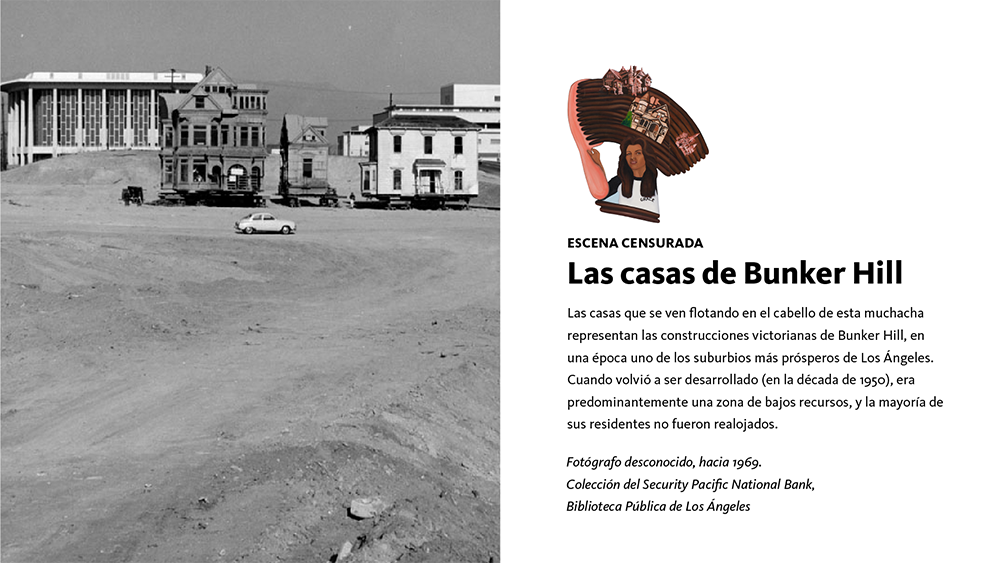 ESCENA CENSURADA
Las casas de Bunker Hill
Las casas que se ven flotando en el cabello de esta muchacha
representan las construcciones victorianas de Bunker Hill, en
una época uno de los suburbios más prósperos de Los Ángeles.
Cuando volvió a ser desarrollado (en la década de 1950), era
predominantemente una zona de bajos recursos, y la mayoría de
sus residentes no fueron realojados.
Fotógrafo desconocido, hacia 1969.
Colección del Security Pacific National Bank,
Biblioteca Pública de Los Ángeles